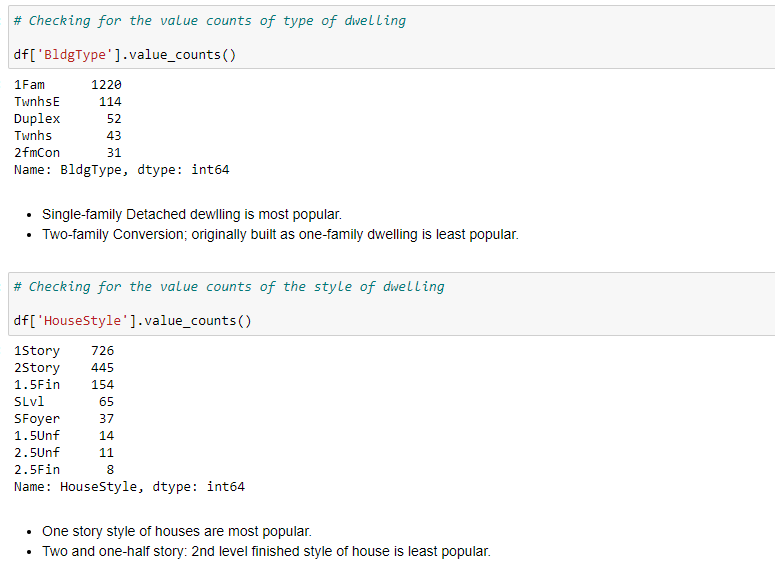 # Checking for the value counts of type of dwelling
df['BldgType'].value_counts()
1Fam      1220
TwnhsE     114
Duplex      52
Twnhs       43
2fmCon      31
Name: BldgType, dtype: int64
• Single-family Detached dewlling is most popular.
• Two-family Conversion; originally built as one-family dwelling is least popular.
# Checking for the value counts of the style of dwelling
df['HouseStyle'].value_counts()
1Story    726
2Story    445
1.5Fin    154
SLvl       65
SFoyer     37
1.5Unf     14
2.5Unf     11
2.5Fin      8
Name: HouseStyle, dtype: int64
• One story style of houses are most popular.
• Two and one-half story: 2nd level finished style of house is least popular.